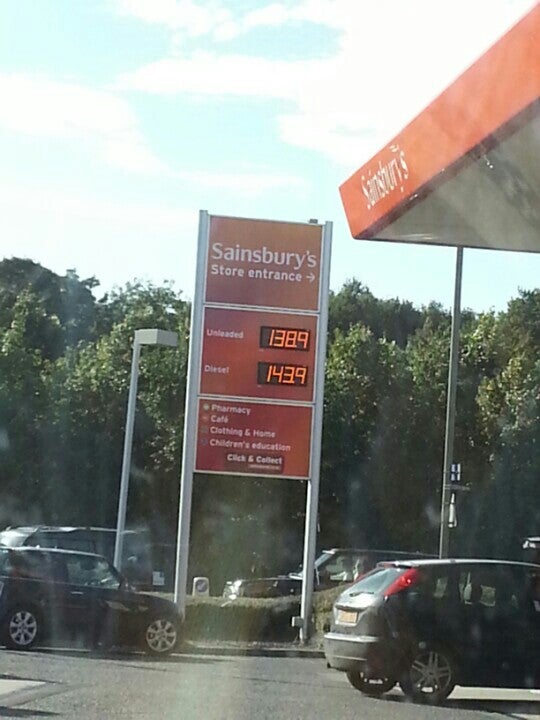 Sainsbury's
Sainsbury's
Store entrance →
Unleaded 138.9
Diesel 143.9
Pharmacy
Café
Clothing & Home
Children's education
Click & Collect